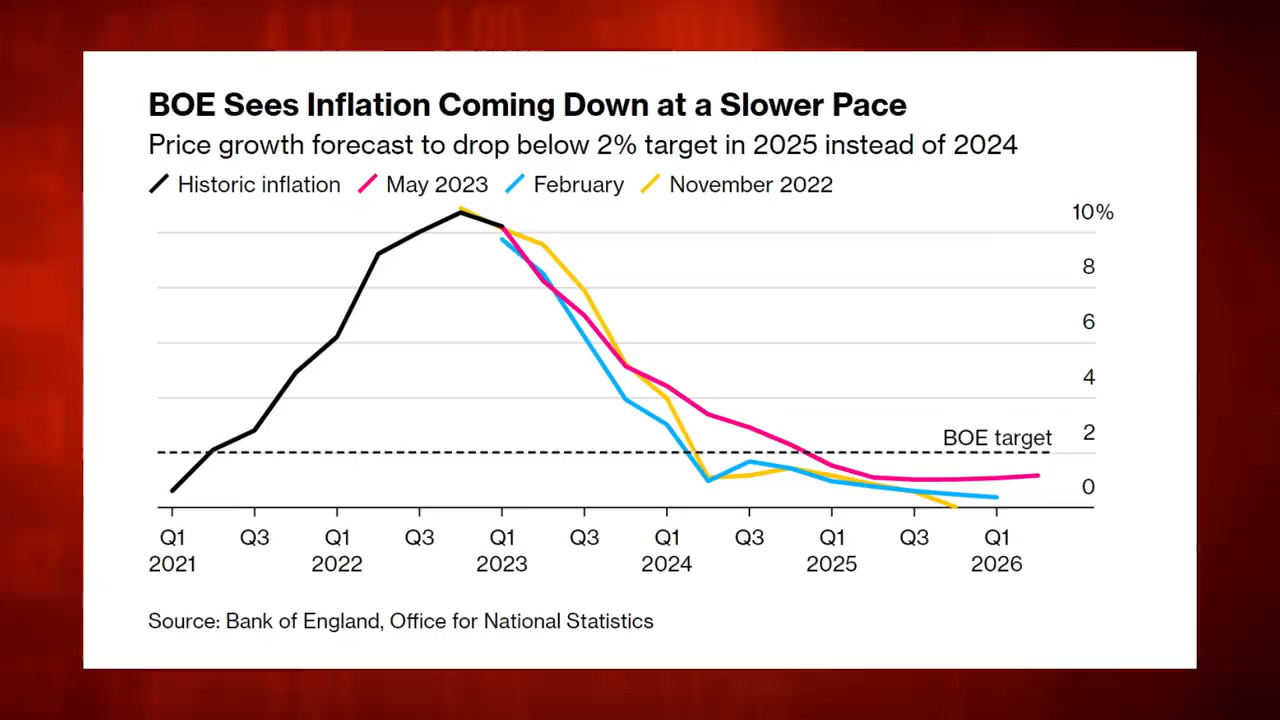 BOE Sees Inflation Coming Down at a Slower Pace
Price growth forecast to drop below 2% target in 2025 instead of 2024
Historic inflation May 2023 February November 2022
10%
8
6
4
BOE target 2
0
Q1 Q3 Q1 Q3 Q1 Q3 Q1 Q3 Q1 Q3 Q1
2021 2022 2023 2024 2025 2026
Source: Bank of England, Office for National Statistics